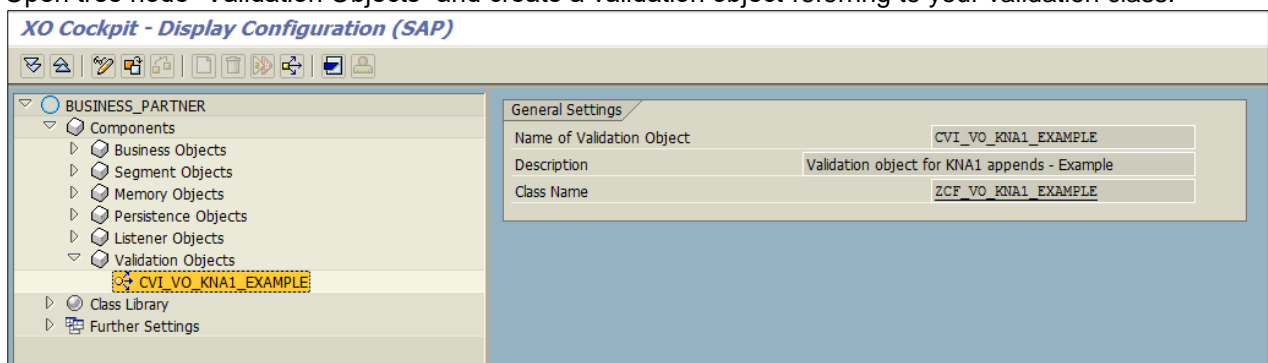 Open tree node "Validation Objects" and create a validation object referring to your validation class.
XO Cockpit - Display Configuration (SAP)
BUSINESS_PARTNER
Components
Business Objects
Segment Objects
Memory Objects
Persistence Objects
Listener Objects
Validation Objects
CVI_VO_KNA1_EXAMPLE
Class Library
Further Settings
General Settings
Name of Validation Object CVI_VO_KNA1_EXAMPLE
Description Validation object for KNA1 appends - Example
Class Name ZCF_VO_KNA1_EXAMPLE